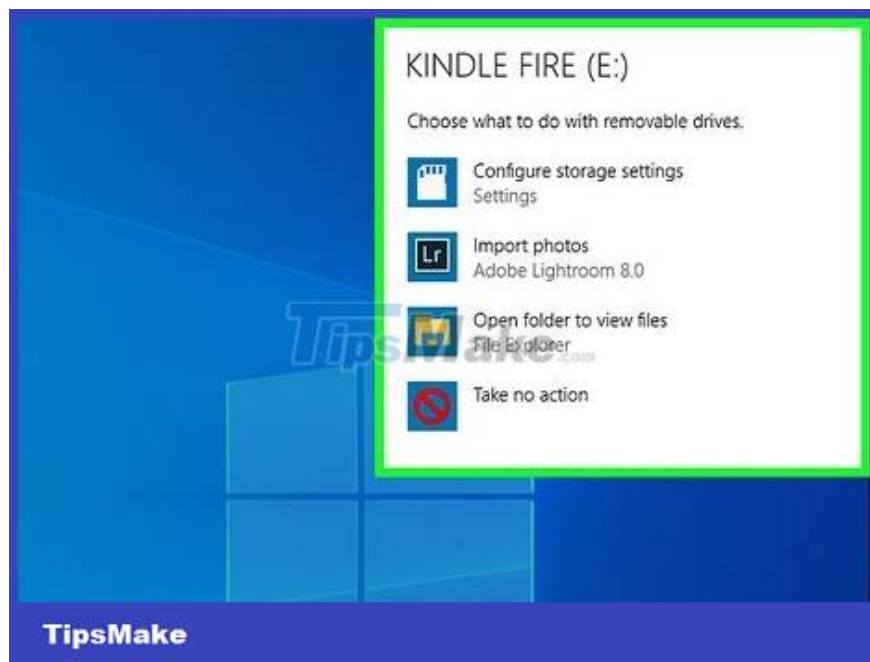 KINDLE FIRE (E:)
Choose what to do with removable drives.
Configure storage settings
Settings
Lr
Import photos
Adobe Lightroom 8.0
Open folder to view files
File Explorer
TipsMake.com
Take no action
TipsMake